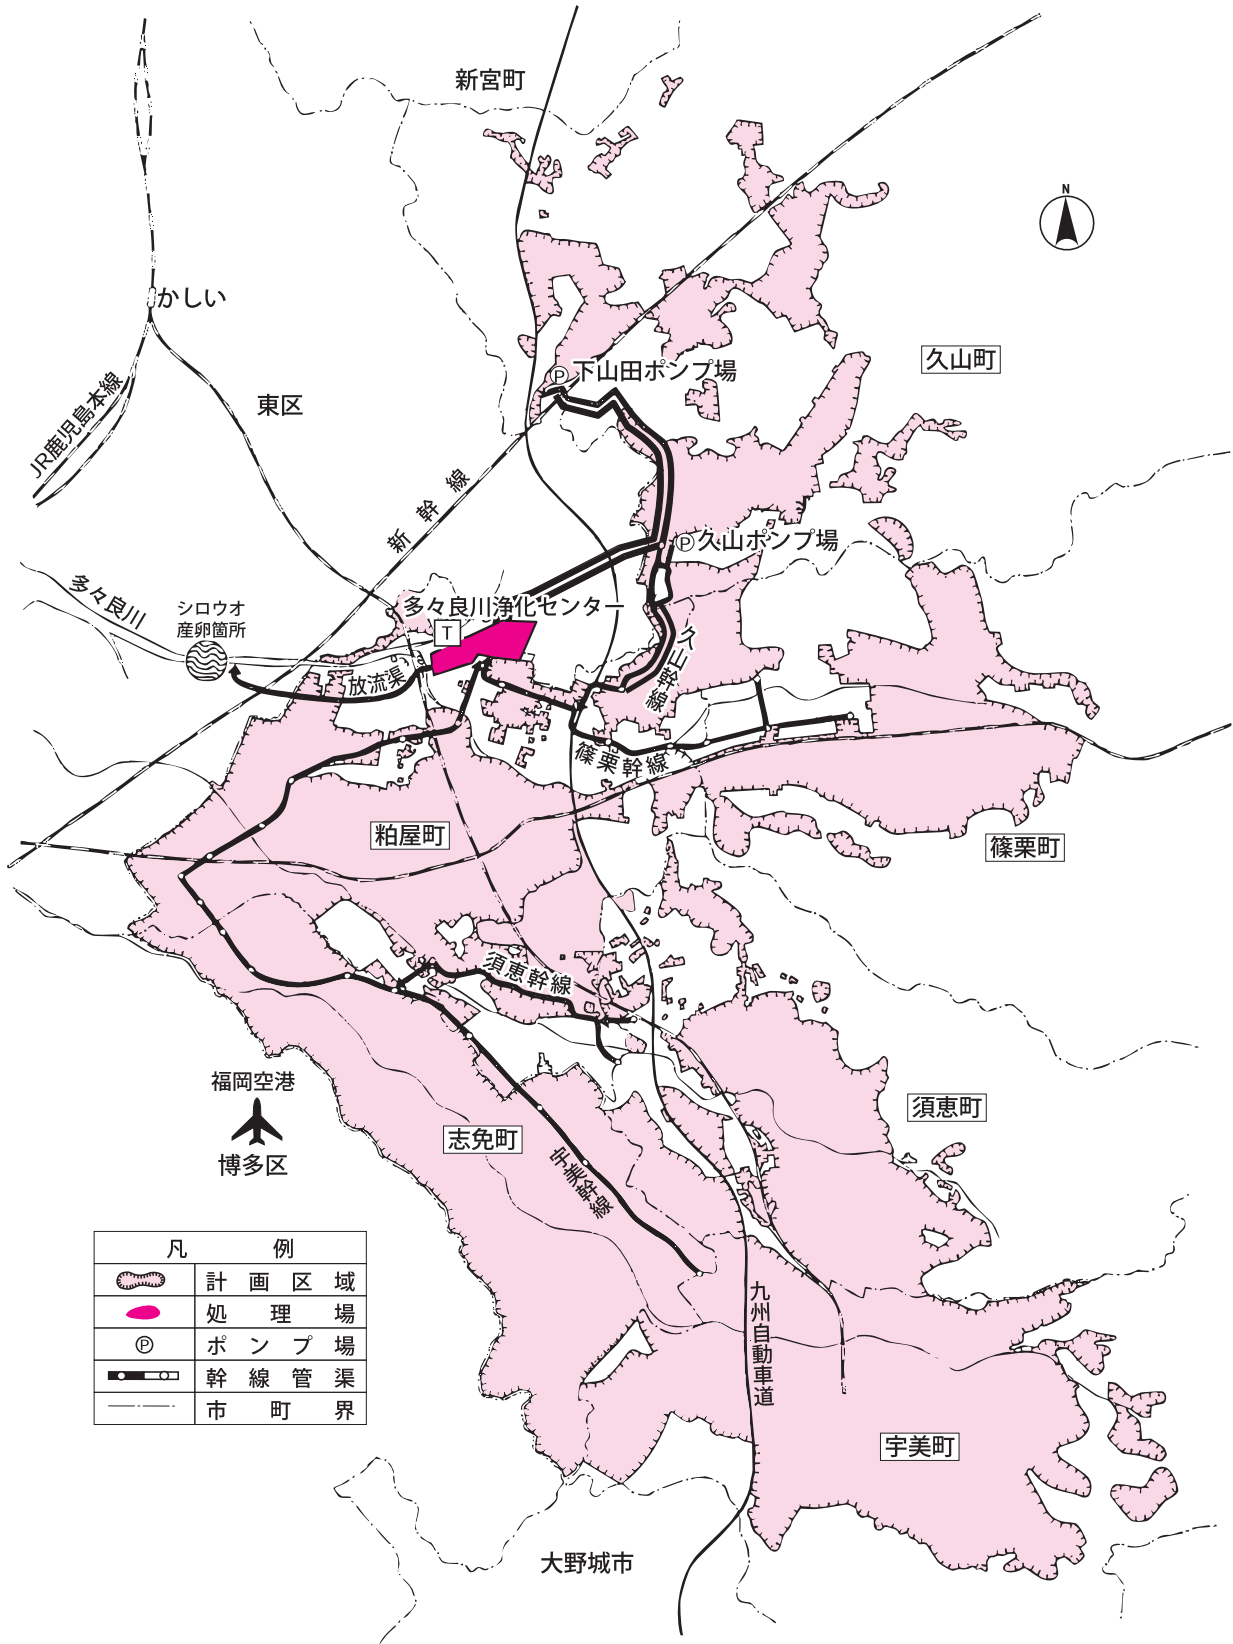 新宮町
N
かしい
久山町
P 下山田ポンプ場
JR鹿児島本線
東区
新幹線
P 久山ポンプ場
多々良川
シロウオ
産卵箇所
多々良川浄化センター
T
放流渠
久山幹線
篠栗幹線
粕屋町
篠栗町
須恵幹線
福岡空港
博多区
志免町
須恵町
宇美幹線
凡例
計画区域
処理場
P ポンプ場
幹線管渠
市町界
九州自動車道
宇美町
大野城市